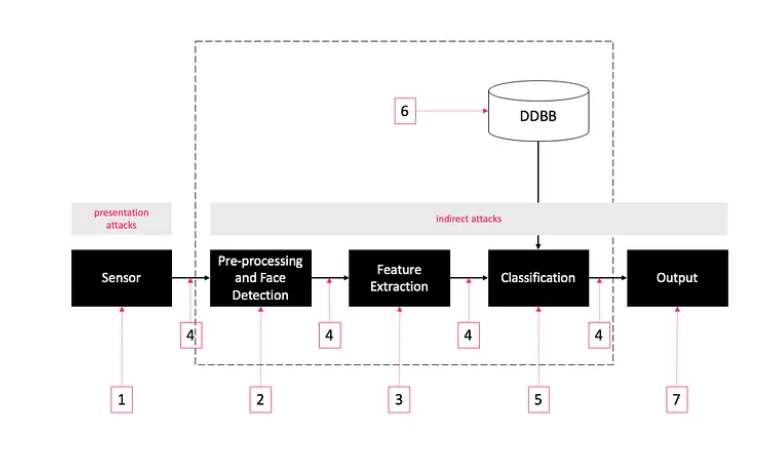 DDBB
6
presentation
attacks
indirect attacks
Sensor
Pre-processing
and Face
Detection
Feature
Extraction
Classification
Output
4
4
4
4
1
2
3
5
7